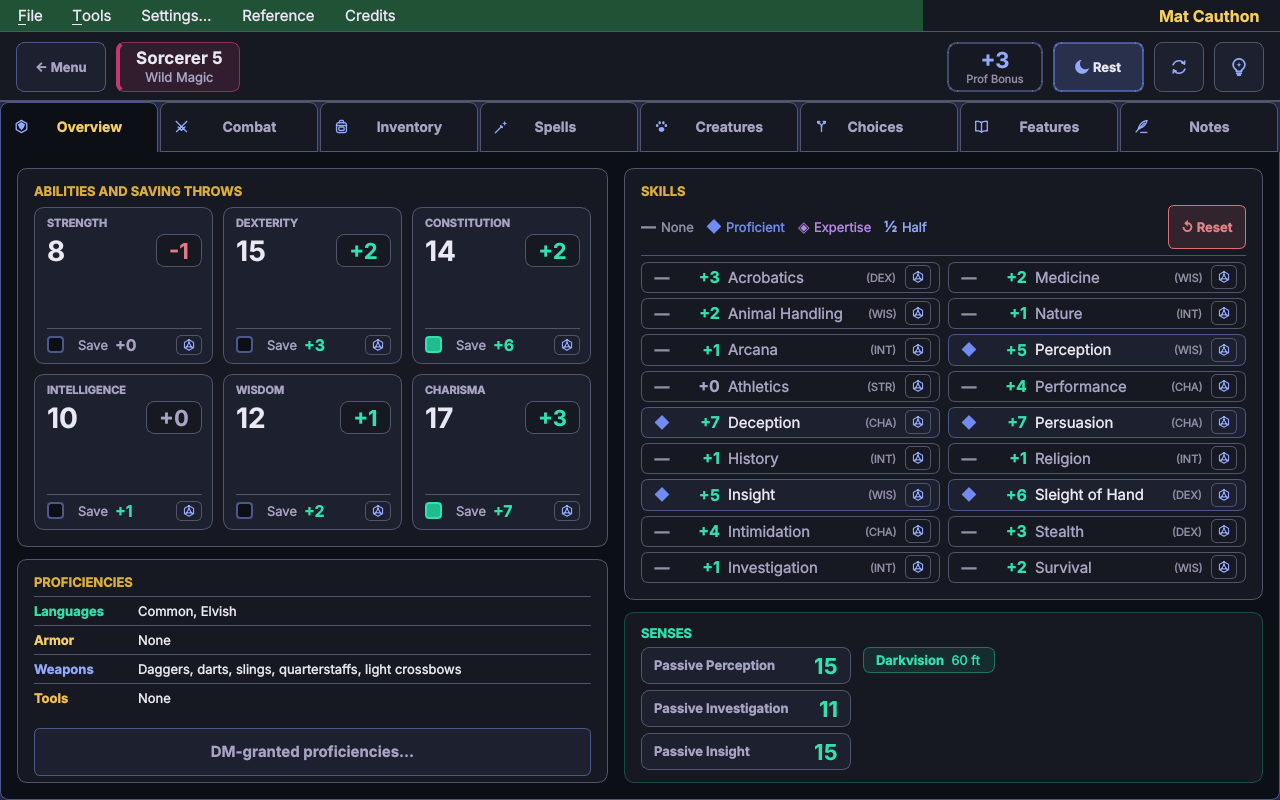 File Tools Settings... Reference Credits Mat Cauthon
← Menu
Sorcerer 5
Wild Magic
+3
Prof Bonus
Rest
Overview Combat Inventory Spells Creatures Choices Features Notes
ABILITIES AND SAVING THROWS
STRENGTH
8 -1
Save +0
DEXTERITY
15 +2
Save +3
CONSTITUTION
14 +2
Save +6
INTELLIGENCE
10 +0
Save +1
WISDOM
12 +1
Save +2
CHARISMA
17 +3
Save +7
PROFICIENCIES
Languages Common, Elvish
Armor None
Weapons Daggers, darts, slings, quarterstaffs, light crossbows
Tools None
DM-granted proficiencies...
SKILLS
— None Proficient Expertise ½ Half
Reset
— +3 Acrobatics (DEX)
— +2 Animal Handling (WIS)
— +1 Arcana (INT)
— +0 Athletics (STR)
+7 Deception (CHA)
— +1 History (INT)
+5 Insight (WIS)
— +4 Intimidation (CHA)
— +1 Investigation (INT)
— +2 Medicine (WIS)
— +1 Nature (INT)
+5 Perception (WIS)
— +4 Performance (CHA)
+7 Persuasion (CHA)
— +1 Religion (INT)
+6 Sleight of Hand (DEX)
— +3 Stealth (DEX)
— +2 Survival (WIS)
SENSES
Passive Perception 15
Passive Investigation 11
Passive Insight 15
Darkvision 60 ft